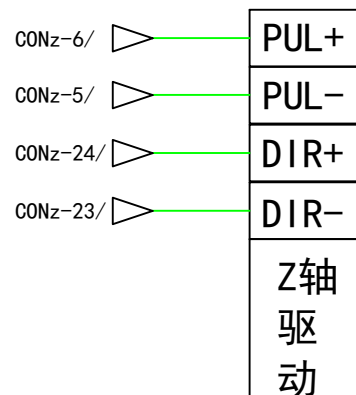 CONz-6/ PUL+
CONz-5/ PUL-
CONz-24/ DIR+
CONz-23/ DIR-
Z轴
驱
动